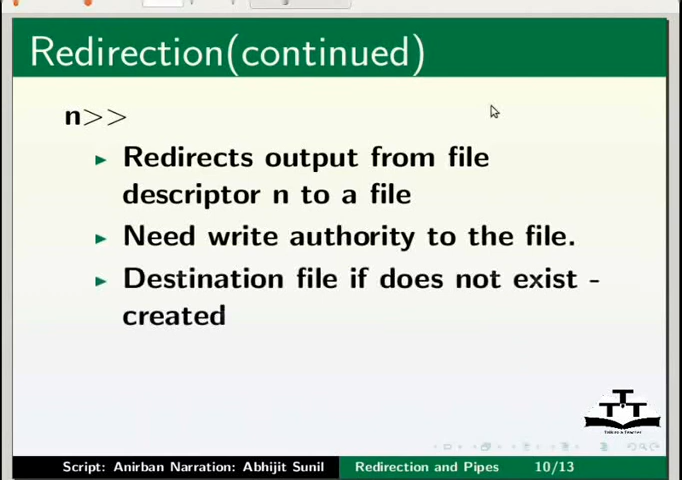 Redirection(continued)
n>>
Redirects output from file
descriptor n to a file
Need write authority to the file.
Destination file if does not exist -
created
TTT
Script: Anirban Narration: Abhijit Sunil Redirection and Pipes 10/13